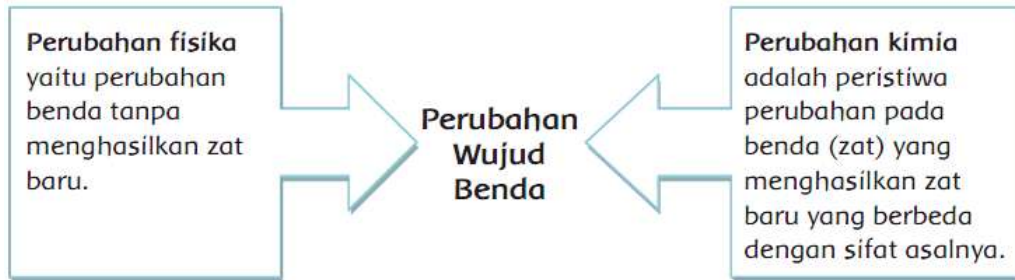 Perubahan fisika
yaitu perubahan
benda tanpa
menghasilkan zat
baru.
Perubahan
Wujud
Benda
Perubahan kimia
adalah peristiwa
perubahan pada
benda (zat) yang
menghasilkan zat
baru yang berbeda
dengan sifat asalnya.